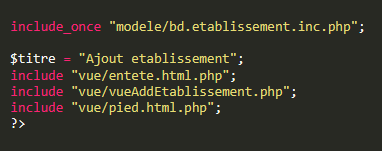 include_once "modele/bd.etablissement.inc.php";
$titre = "Ajout etablissement";
include "vue/entete.html.php";
include "vue/vueAddEtablissement.php";
include "vue/pied.html.php";
?>